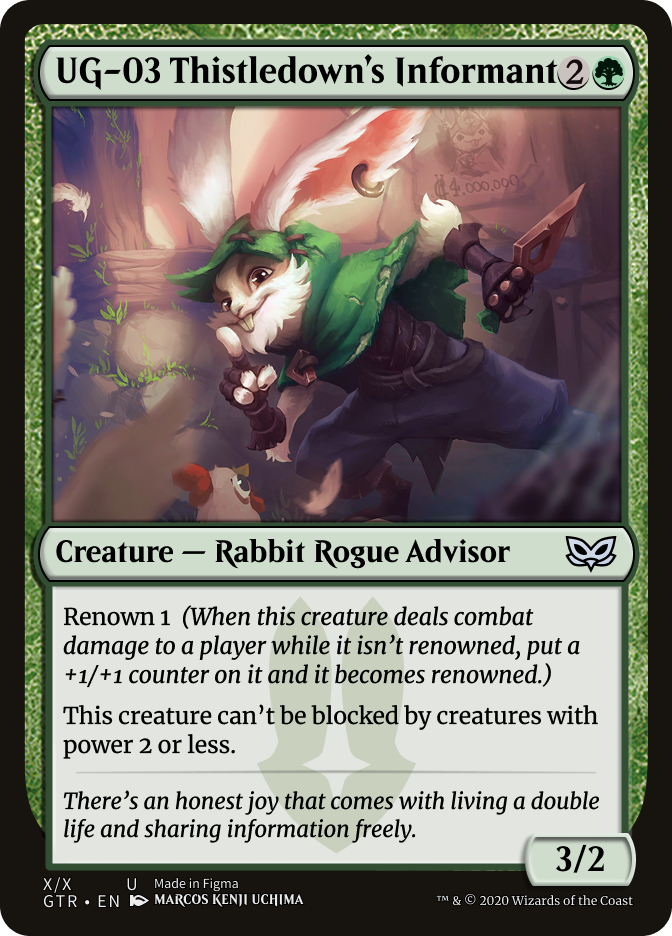 UG-03 Thistledown's Informant 2
₡4.000.000
Creature — Rabbit Rogue Advisor
Renown 1 (When this creature deals combat
damage to a player while it isn't renowned, put a
+1/+1 counter on it and it becomes renowned.)
This creature can't be blocked by creatures with
power 2 or less.
There's an honest joy that comes with living a double
life and sharing information freely.
3/2
X/X U Made in Figma
GTR • EN MARCOS KENJI UCHIMA ™ & © 2020 Wizards of the Coast